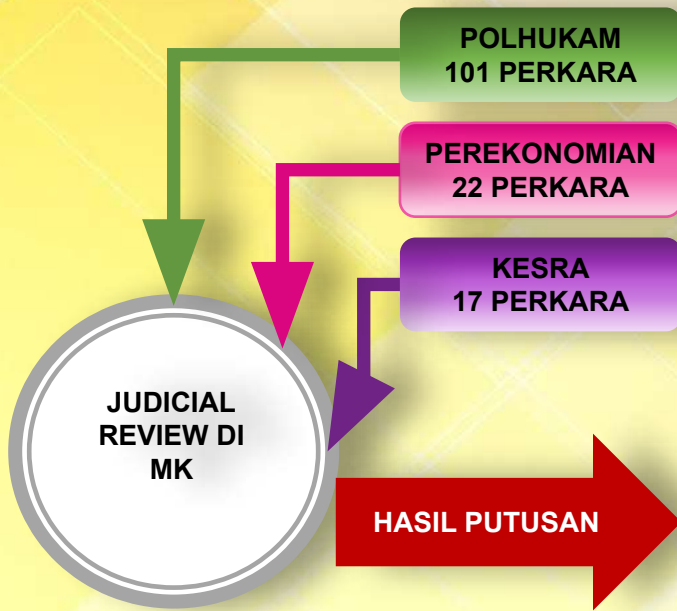 POLHUKAM
101 PERKARA
PEREKONOMIAN
22 PERKARA
KESRA
17 PERKARA
JUDICIAL
REVIEW DI
MK
HASIL PUTUSAN